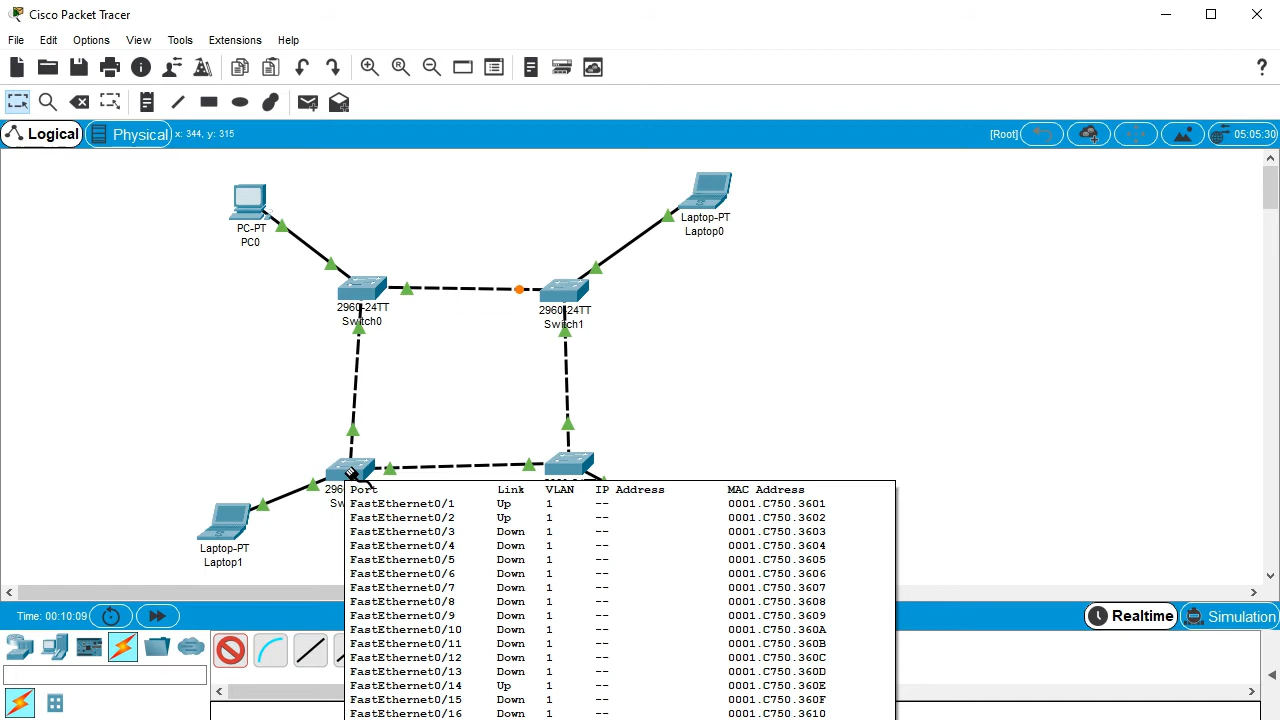 Cisco Packet Tracer
File Edit Options View Tools Extensions Help
?
Logical Physical x: 344, y: 315 [Root] 05:05:30
PC-PT
PC0
Laptop-PT
Laptop0
2960-24TT
Switch0
2960-24TT
Switch1
296
Sw
Laptop-PT
Laptop1
Port Link VLAN IP Address MAC Address
FastEthernet0/1 Up 1 -- 0001.C750.3601
FastEthernet0/2 Up 1 -- 0001.C750.3602
FastEthernet0/3 Down 1 -- 0001.C750.3603
FastEthernet0/4 Down 1 -- 0001.C750.3604
FastEthernet0/5 Down 1 -- 0001.C750.3605
FastEthernet0/6 Down 1 -- 0001.C750.3606
FastEthernet0/7 Down 1 -- 0001.C750.3607
FastEthernet0/8 Down 1 -- 0001.C750.3608
FastEthernet0/9 Down 1 -- 0001.C750.3609
FastEthernet0/10 Down 1 -- 0001.C750.360A
FastEthernet0/11 Down 1 -- 0001.C750.360B
FastEthernet0/12 Down 1 -- 0001.C750.360C
FastEthernet0/13 Down 1 -- 0001.C750.360D
FastEthernet0/14 Up 1 -- 0001.C750.360E
FastEthernet0/15 Down 1 -- 0001.C750.360F
FastEthernet0/16 Down 1 -- 0001.C750.3610
Time: 00:10:09 Realtime Simulation